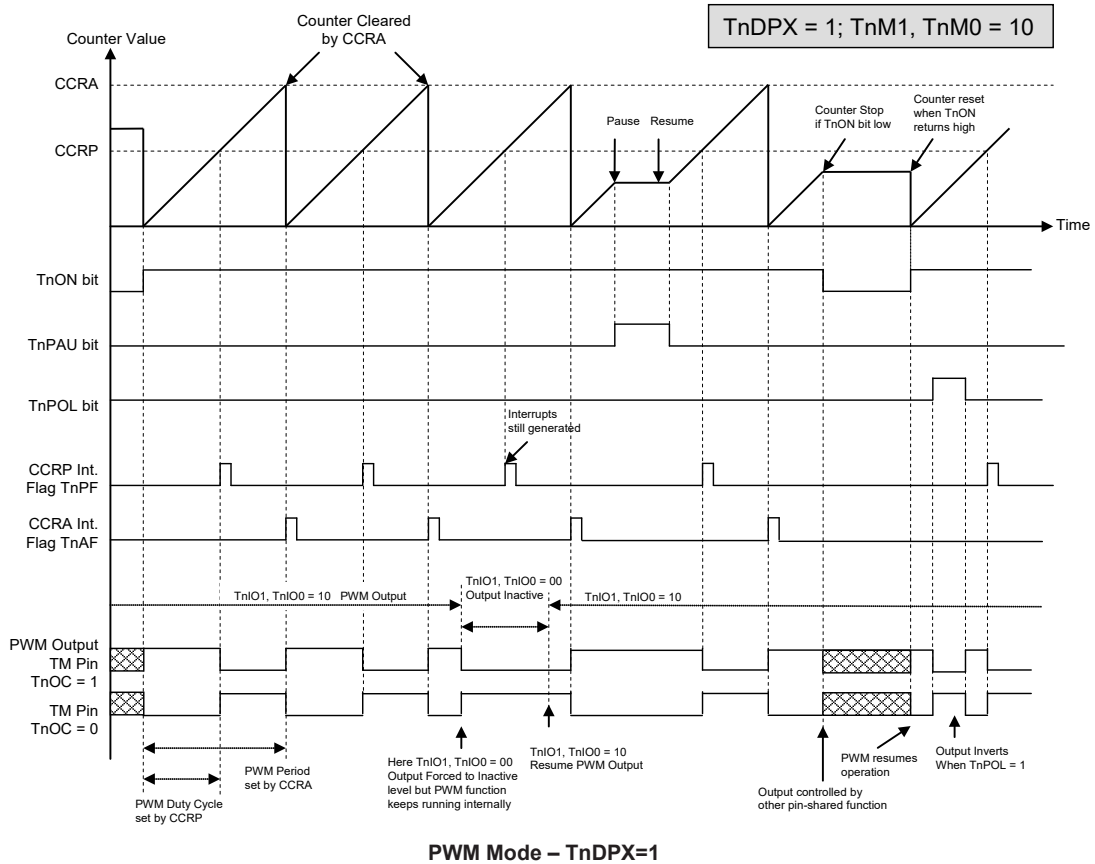 TnDPX = 1; TnM1, TnM0 = 10
Counter Value
Counter Cleared
by CCRA
CCRA
CCRP
Pause
Resume
Counter Stop
if TnON bit low
Counter reset
when TnON
returns high
Time
TnON bit
TnPAU bit
TnPOL bit
Interrupts
still generated
CCRP Int.
Flag TnPF
CCRA Int.
Flag TnAF
TnIO1, TnIO0 = 10 PWM Output
TnIO1, TnIO0 = 00
Output Inactive
TnIO1, TnIO0 = 10
PWM Output
TM Pin
TnOC = 1
TM Pin
TnOC = 0
PWM Duty Cycle
set by CCRP
PWM Period
set by CCRA
Here TnIO1, TnIO0 = 00
Output Forced to Inactive
level but PWM function
keeps running internally
TnIO1, TnIO0 = 10
Resume PWM Output
Output controlled by
other pin-shared function
PWM resumes
operation
Output Inverts
When TnPOL = 1
PWM Mode – TnDPX=1